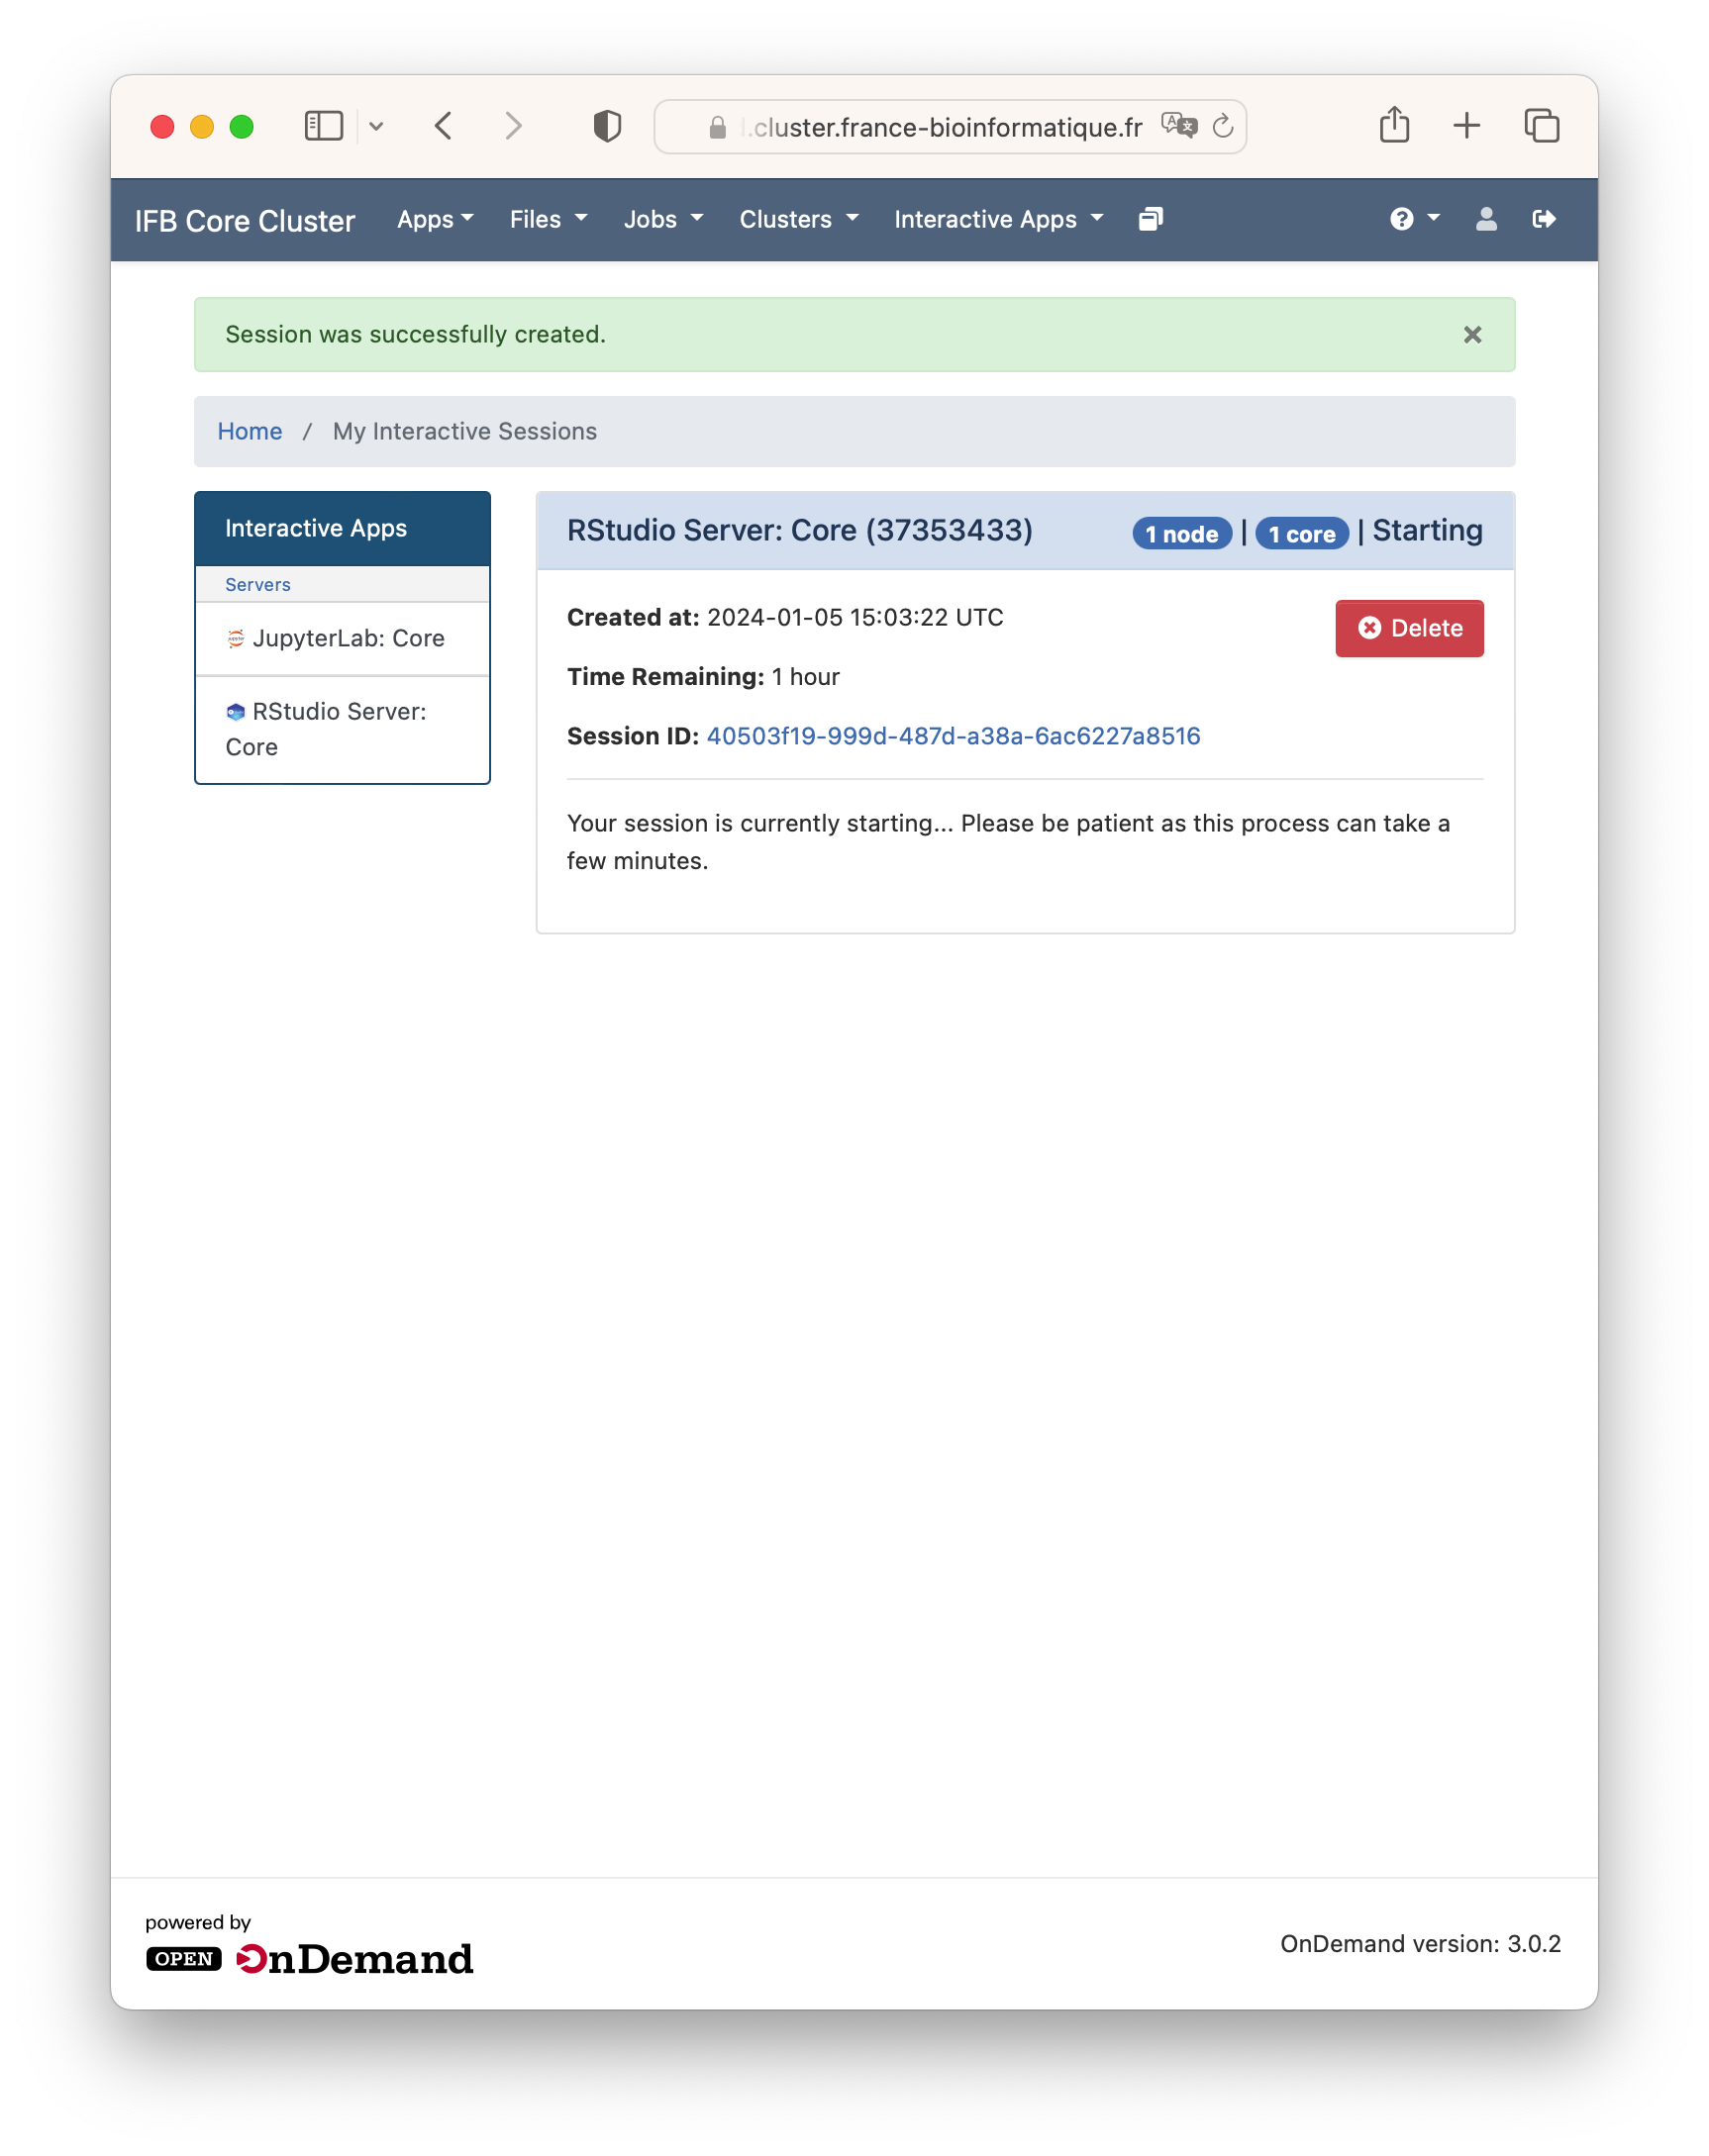 .cluster.france-bioinformatique.fr
IFB Core Cluster Apps Files Jobs Clusters Interactive Apps
Session was successfully created.
Home / My Interactive Sessions
Interactive Apps
Servers
JupyterLab: Core
RStudio Server:
Core
RStudio Server: Core (37353433) 1 node | 1 core | Starting
Created at: 2024-01-05 15:03:22 UTC
Delete
Time Remaining: 1 hour
Session ID: 40503f19-999d-487d-a38a-6ac6227a8516
Your session is currently starting... Please be patient as this process can take a
few minutes.
powered by
OPEN OnDemand
OnDemand version: 3.0.2